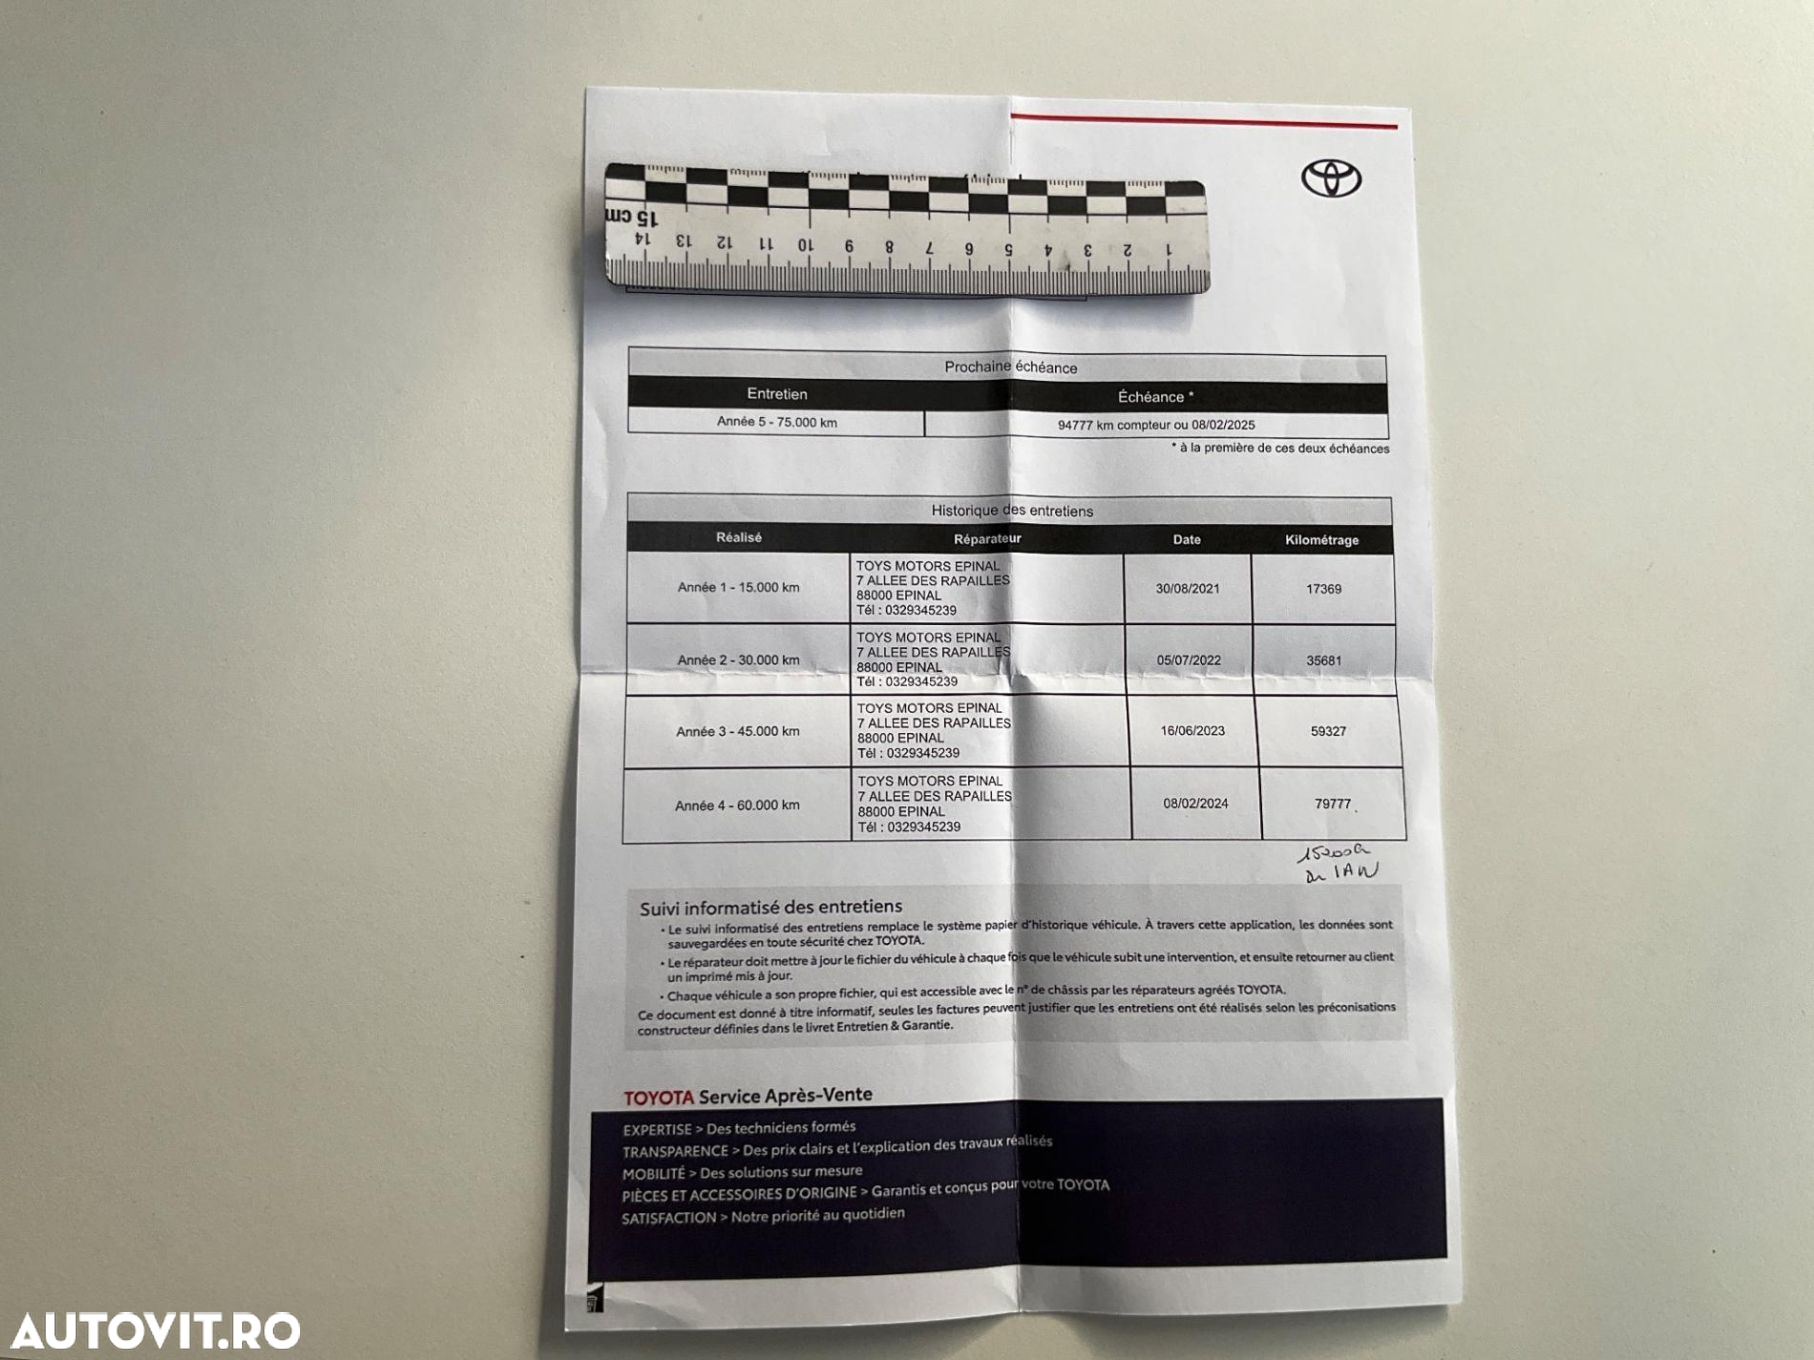 15 cm
14 13 12 11 10 9 8 7 6 5 4 3 2 1
Prochaine échéance
Entretien Échéance *
Année 5 - 75.000 km 94777 km compteur ou 08/02/2025
* à la première de ces deux échéances
Historique des entretiens
Réalisé Réparateur Date Kilométrage
TOYS MOTORS EPINAL
7 ALLEE DES RAPAILLES
Année 1 - 15.000 km 30/08/2021 17369
88000 EPINAL
Tél : 0329345239
TOYS MOTORS EPINAL
7 ALLEE DES RAPAILLES
Année 2 - 30.000 km 05/07/2022 35681
88000 EPINAL
Tél : 0329345239
TOYS MOTORS EPINAL
7 ALLEE DES RAPAILLES
Année 3 - 45.000 km 16/06/2023 59327
88000 EPINAL
Tél : 0329345239
TOYS MOTORS EPINAL
7 ALLEE DES RAPAILLES
Année 4 - 60.000 km 08/02/2024 79777
88000 EPINAL
Tél : 0329345239
Suivi informatisé des entretiens
• Le suivi informatisé des entretiens remplace le système papier d'historique véhicule. À travers cette application, les données sont
sauvegardées en toute sécurité chez TOYOTA.
• Le réparateur doit mettre à jour le fichier du véhicule à chaque fois que le véhicule subit une intervention, et ensuite retourner au client
un imprimé mis à jour.
• Chaque véhicule a son propre fichier, qui est accessible avec le n° de châssis par les réparateurs agréés TOYOTA.
Ce document est donné à titre informatif, seules les factures peuvent justifier que les entretiens ont été réalisés selon les préconisations
constructeur définies dans le livret Entretien & Garantie.
TOYOTA Service Après-Vente
EXPERTISE > Des techniciens formés
TRANSPARENCE > Des prix clairs et l'explication des travaux réalisés
MOBILITÉ > Des solutions sur mesure
PIÈCES ET ACCESSOIRES D'ORIGINE > Garantis et conçus pour votre TOYOTA
SATISFACTION > Notre priorité au quotidien
AUTOVIT.RO